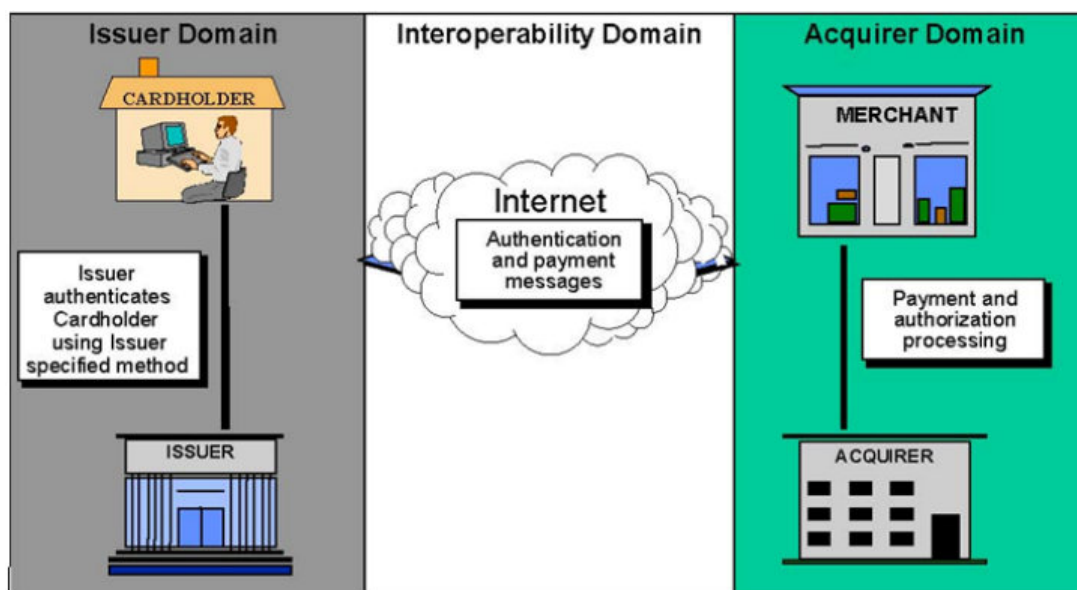 Issuer Domain
Interoperability Domain
Acquirer Domain
CARDHOLDER
Issuer
authenticates
Cardholder
using Issuer
specified method
ISSUER
Internet
Authentication
and payment
messages
MERCHANT
Payment and
authorization
processing
ACQUIRER